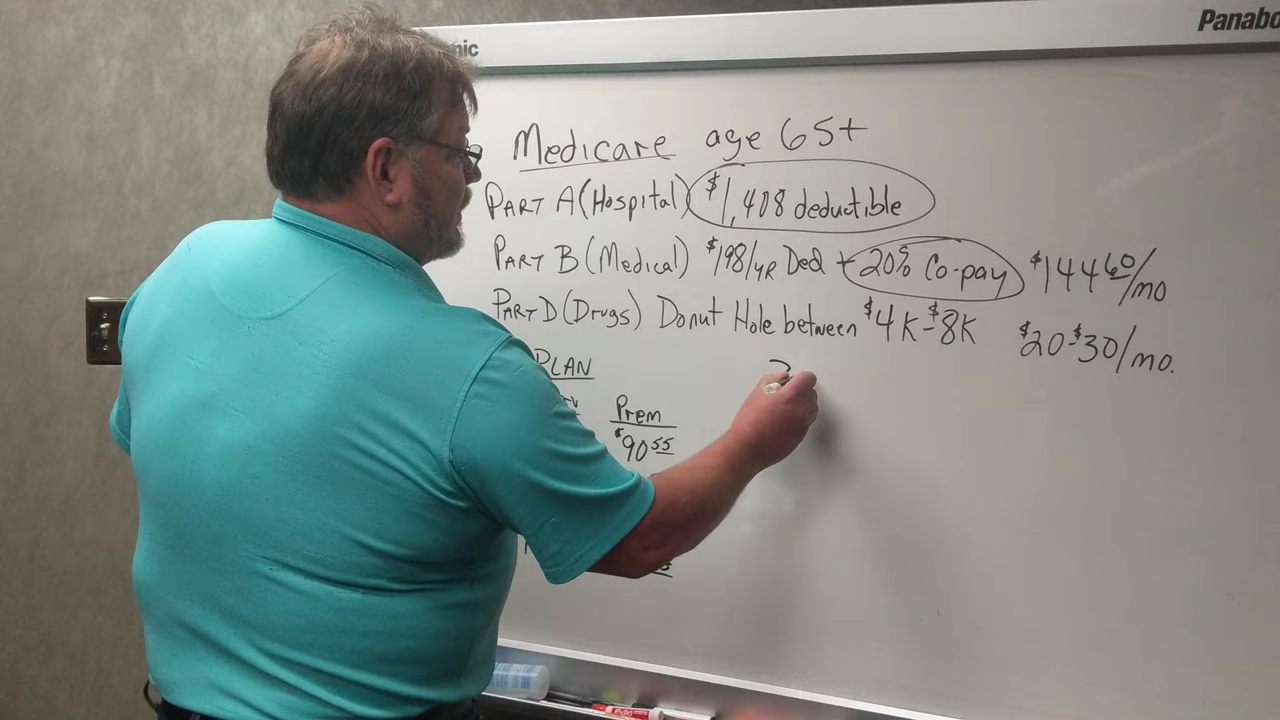 Panabo
nic
Medicare age 65+
PART A (Hospital) $1,408 deductible
PART B (Medical) $198/YR Ded + 20% Co-pay $144 60/mo
PART D (Drugs) Donut Hole between $4K-$8K $20-$30/mo.
PLAN
Prem
$90 55